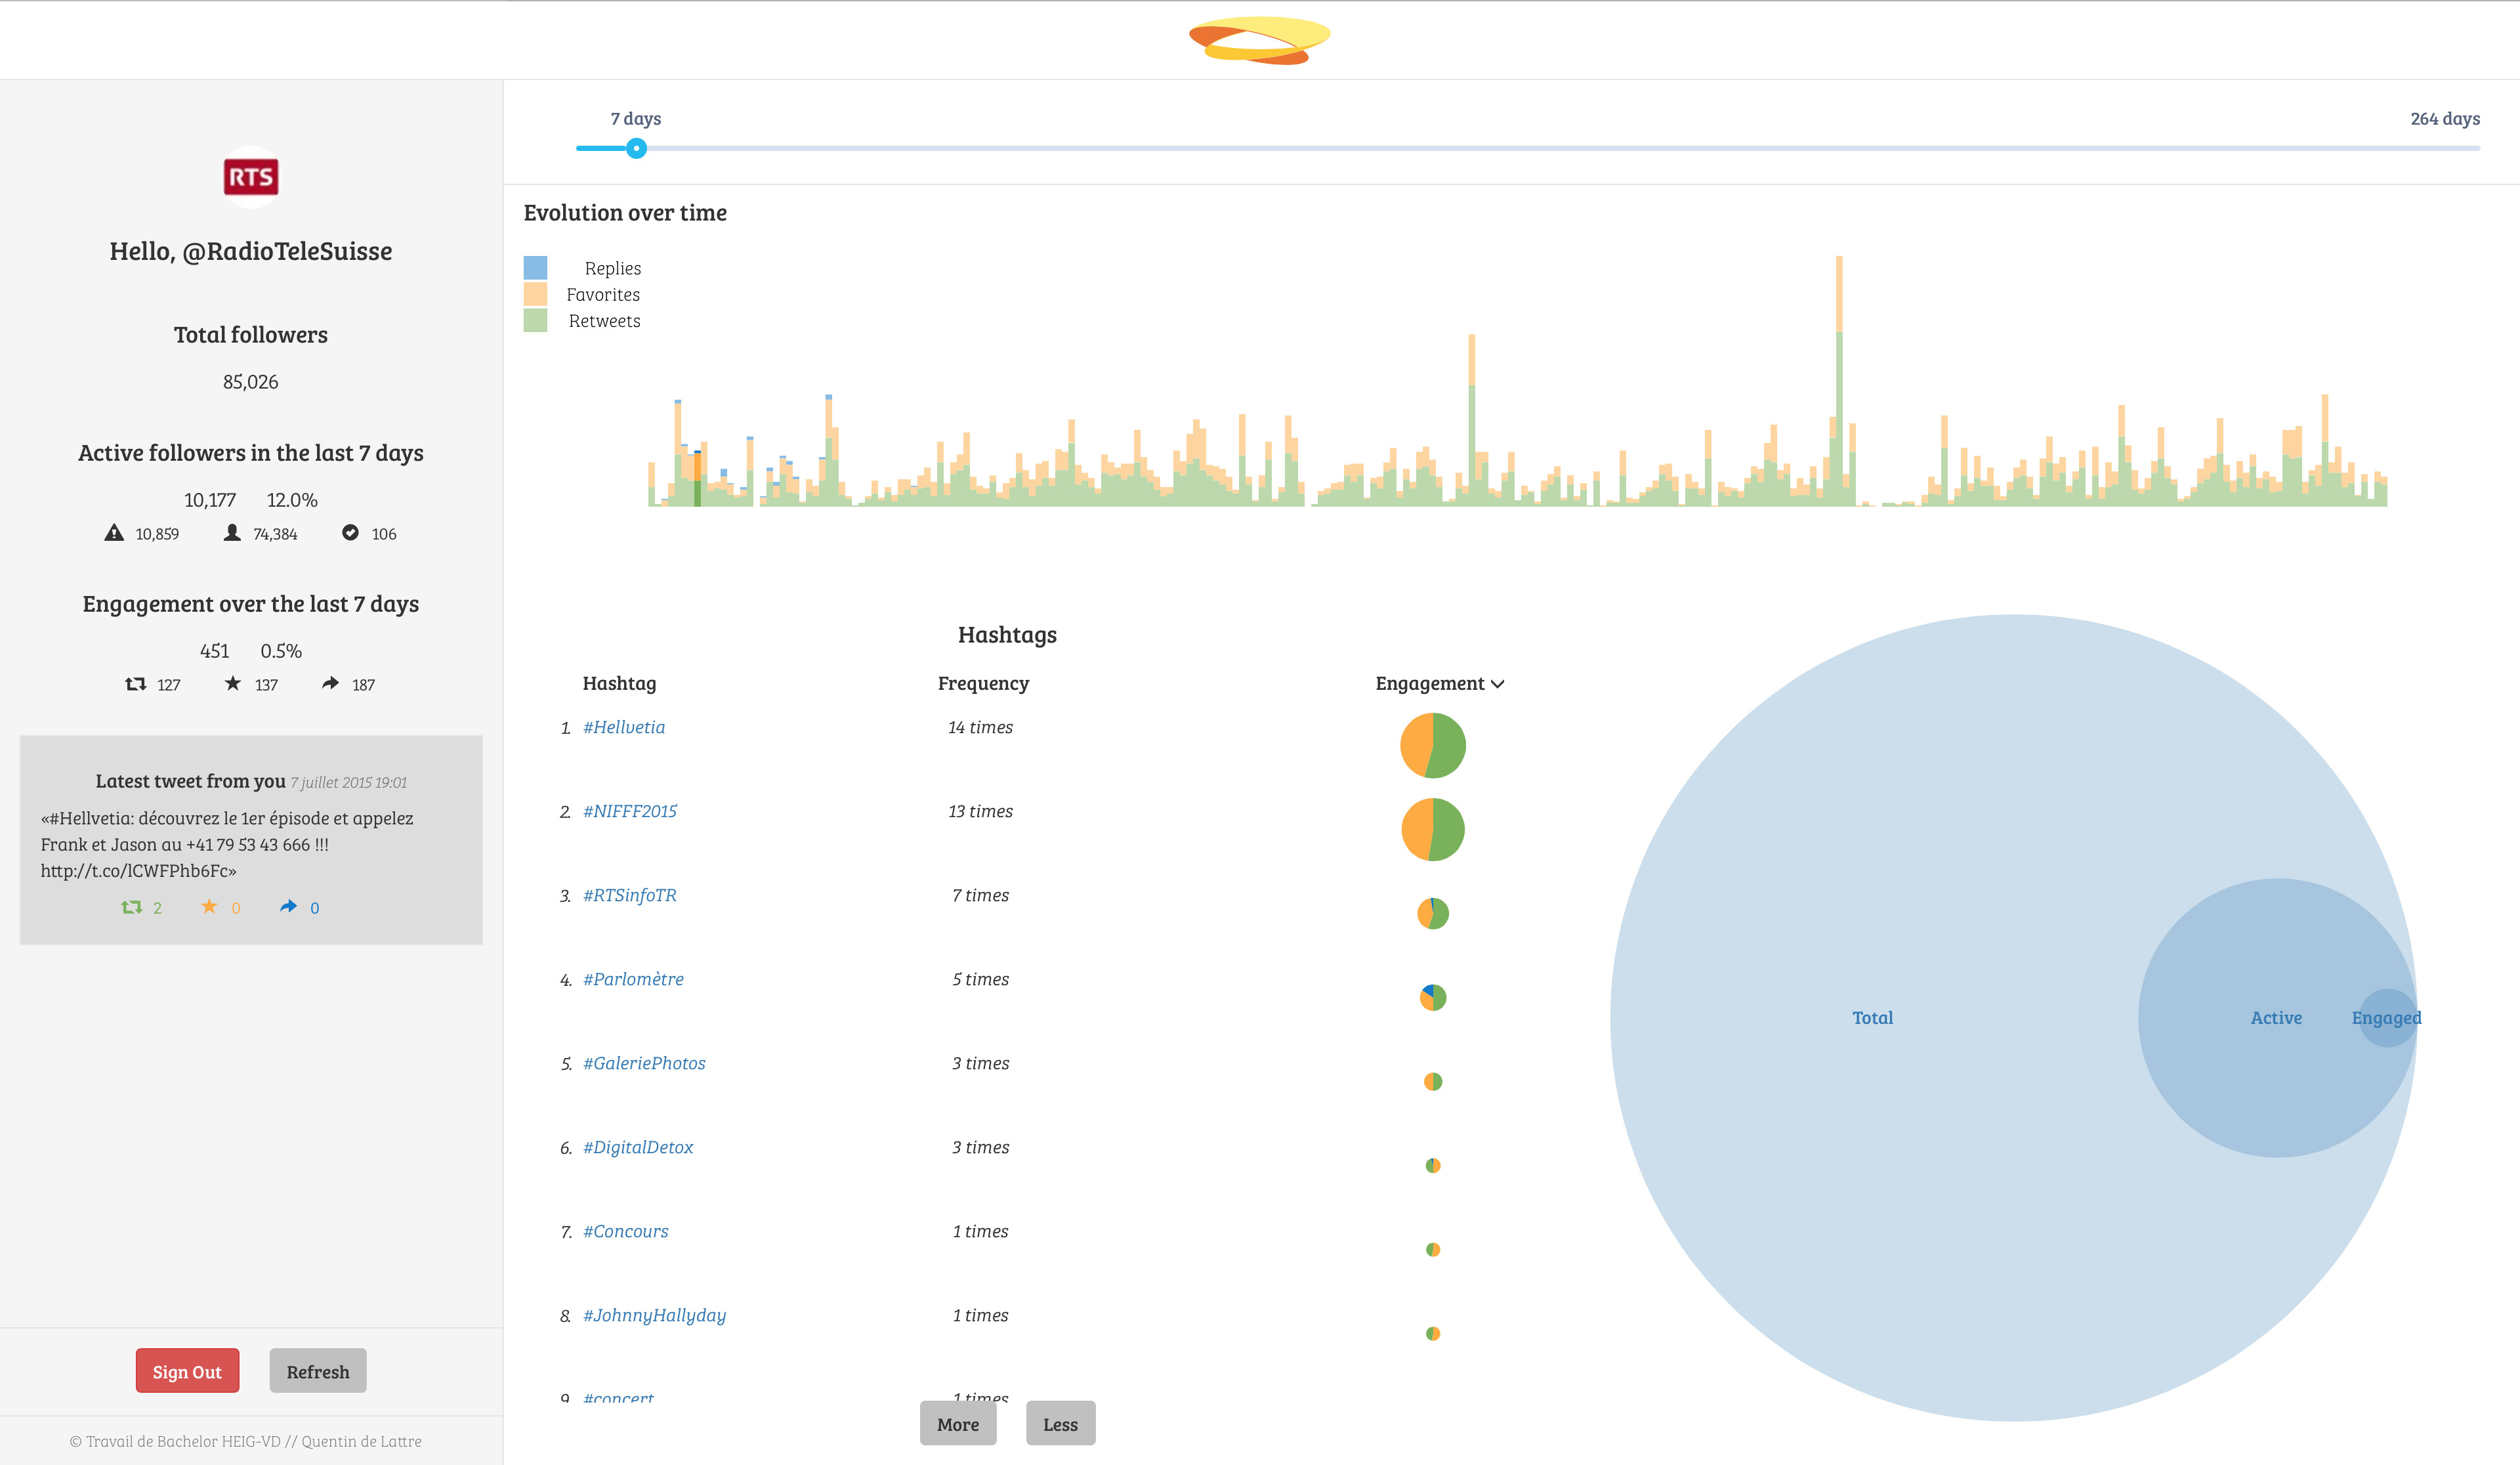 7 days
264 days
RTS
Hello, @RadioTeleSuisse
Total followers
85,026
Active followers in the last 7 days
10,177 12.0%
10,859 74,384 106
Engagement over the last 7 days
451 0.5%
127 137 187
Latest tweet from you 7 juillet 2015 19:01
«#Hellvetia: découvrez le 1er épisode et appelez
Frank et Jason au +41 79 53 43 666 !!!
http://t.co/lCWFPhb6Fc»
2 0 0
Sign Out Refresh
© Travail de Bachelor HEIG-VD // Quentin de Lattre
Evolution over time
Replies
Favorites
Retweets
Hashtags
Hashtag Frequency Engagement
1. #Hellvetia 14 times
2. #NIFFF2015 13 times
3. #RTSinfoTR 7 times
4. #Parlomètre 5 times
5. #GaleriePhotos 3 times
6. #DigitalDetox 3 times
7. #Concours 1 times
8. #JohnnyHallyday 1 times
9. #concert 1 times
More Less
Total Active Engaged